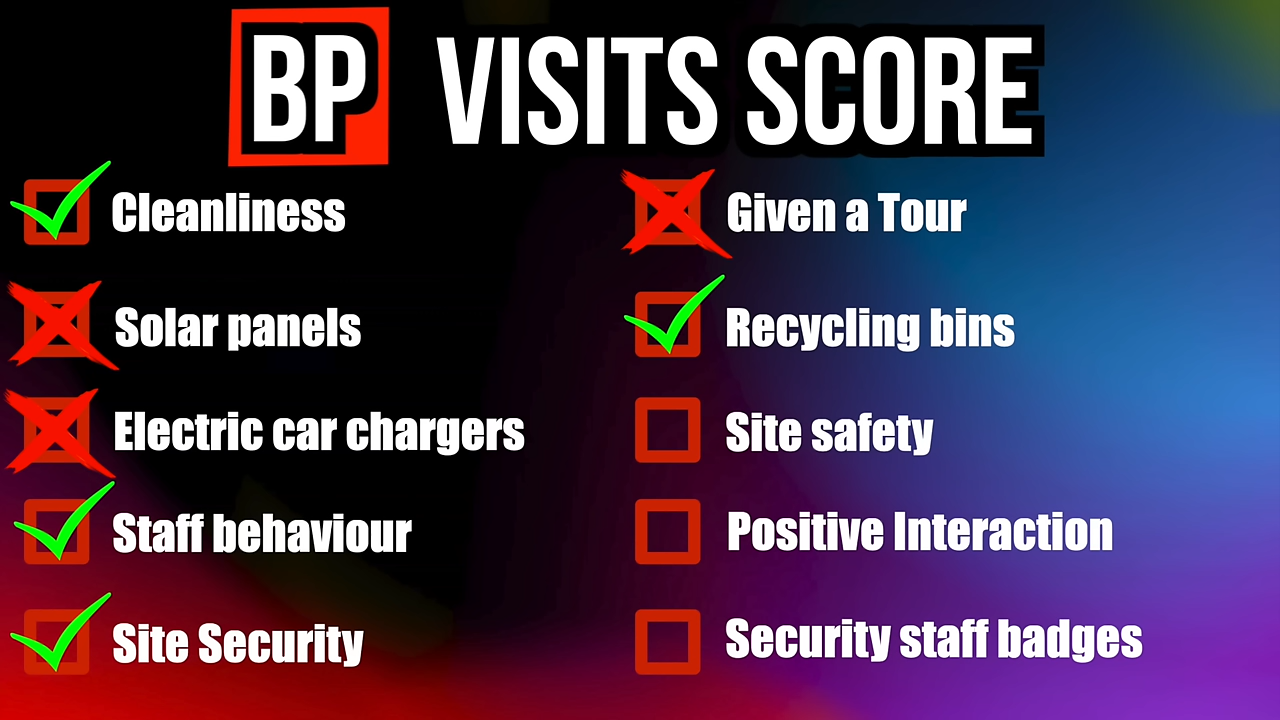 BP VISITS SCORE
Cleanliness
Solar panels
Electric car chargers
Staff behaviour
Site Security
Given a Tour
Recycling bins
Site safety
Positive Interaction
Security staff badges